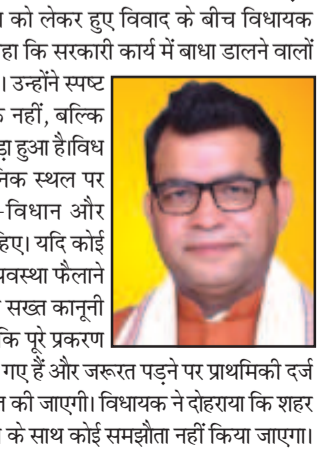 को लेकर हुए विवाद के बीच विधायक
कि सरकारी कार्य में बाधा डालने वालों
। उन्होंने स्पष्ट
नहीं, बल्कि
हुआ है।विध
स्थल पर
-विधान और
यदि कोई
फैलाने
सख्त कानूनी
कि पूरे प्रकरण
गए हैं और जरूरत पड़ने पर प्राथमिकी दर्ज
की जाएगी। विधायक ने दोहराया कि शहर
के साथ कोई समझौता नहीं किया जाएगा।